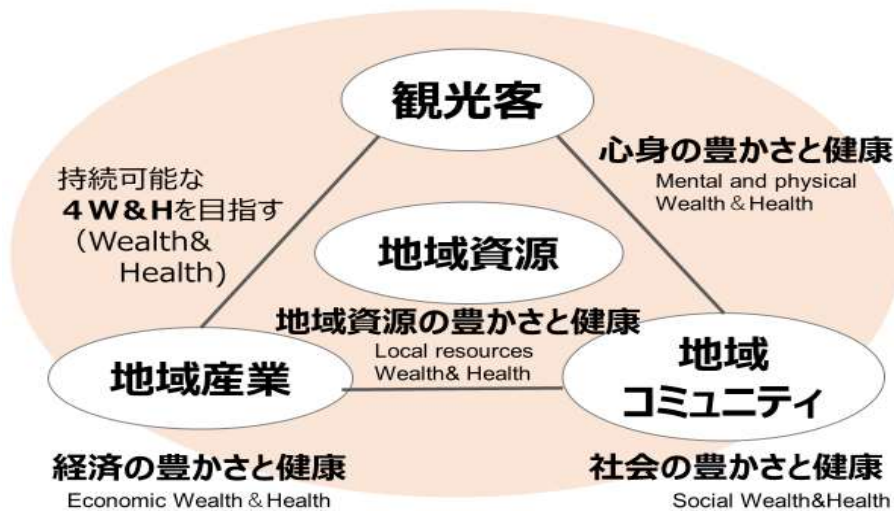 観光客
心身の豊かさと健康
Mental and physical
Wealth＆Health
持続可能な
４W＆Hを目指す
（Wealth&
Health)
地域資源
地域資源の豊かさと健康
Local resources
Wealth& Health
地域産業
地域
コミュニティ
経済の豊かさと健康
Economic Wealth＆Health
社会の豊かさと健康
Social Wealth&Health